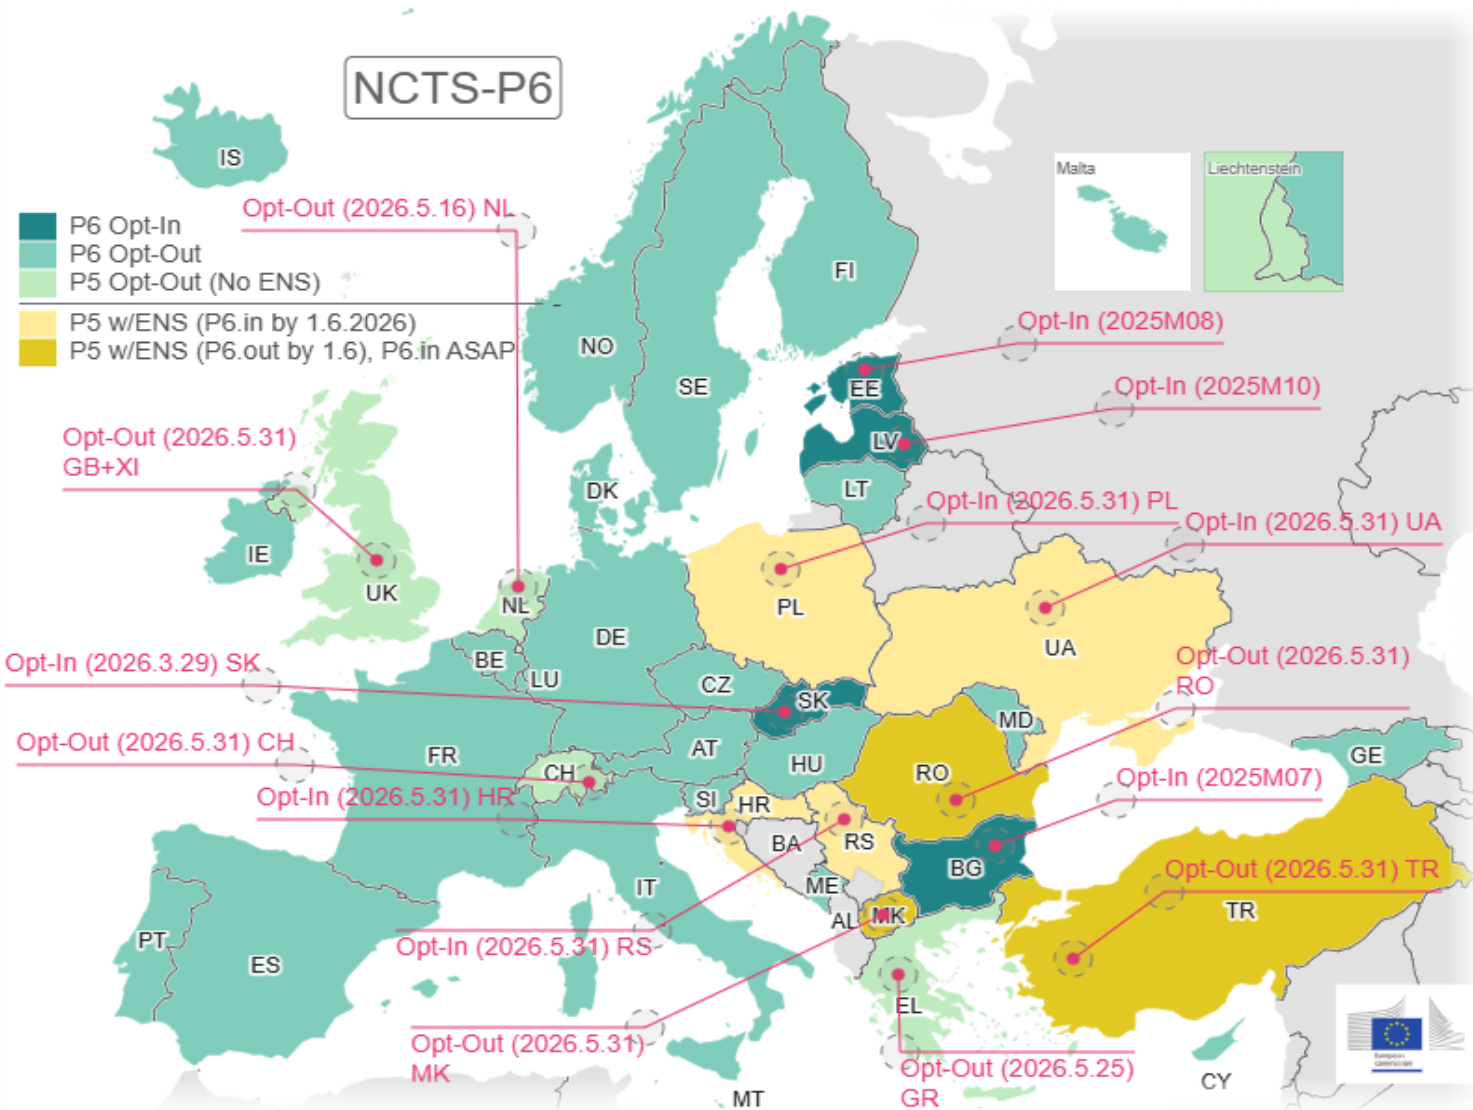 NCTS-P6
IS
Malta
Liechtenstein
Opt-Out (2026.5.16) NL
P6 Opt-In
P6 Opt-Out
P5 Opt-Out (No ENS)
P5 w/ENS (P6.in by 1.6.2026)
P5 w/ENS (P6.out by 1.6), P6.in ASAP
FI
NO
SE
Opt-In (2025M08)
EE
Opt-In (2025M10)
LV
Opt-Out (2026.5.31)
GB+XI
DK
LT
Opt-In (2026.5.31) PL
Opt-In (2026.5.31) UA
IE
UK
NL
PL
DE
UA
Opt-In (2026.3.29) SK
BE
LU
CZ
SK
Opt-Out (2026.5.31)
RO
MD
Opt-Out (2026.5.31) CH
FR
AT
HU
CH
RO
GE
Opt-In (2025M07)
Opt-In (2026.5.31) HR
SI
HR
BA
RS
BG
Opt-Out (2026.5.31) TR
IT
ME
AL
MK
TR
PT
ES
Opt-In (2026.5.31) RS
EL
Opt-Out (2026.5.31)
MK
Opt-Out (2026.5.25)
GR
MT
CY
European
Commission